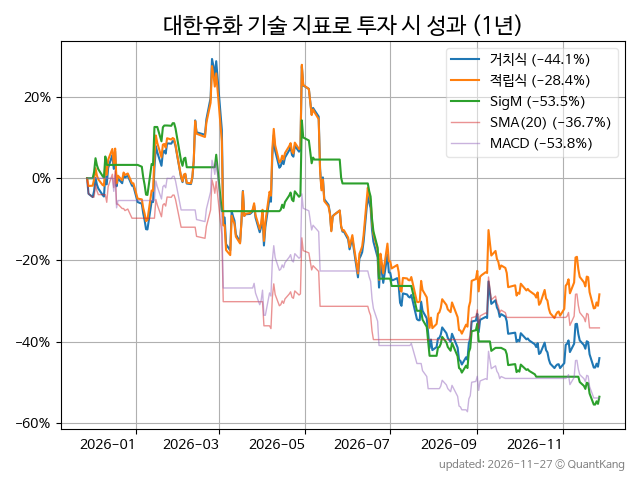 대한유화 기술 지표로 투자 시 성과 (1년)
거치식 (−44.1%)
적립식 (−28.4%)
SigM (−53.5%)
SMA(20) (−36.7%)
MACD (−53.8%)
20%
0%
−20%
−40%
−60%
2026-01 2026-03 2026-05 2026-07 2026-09 2026-11
updated: 2026-11-27 © QuantKang